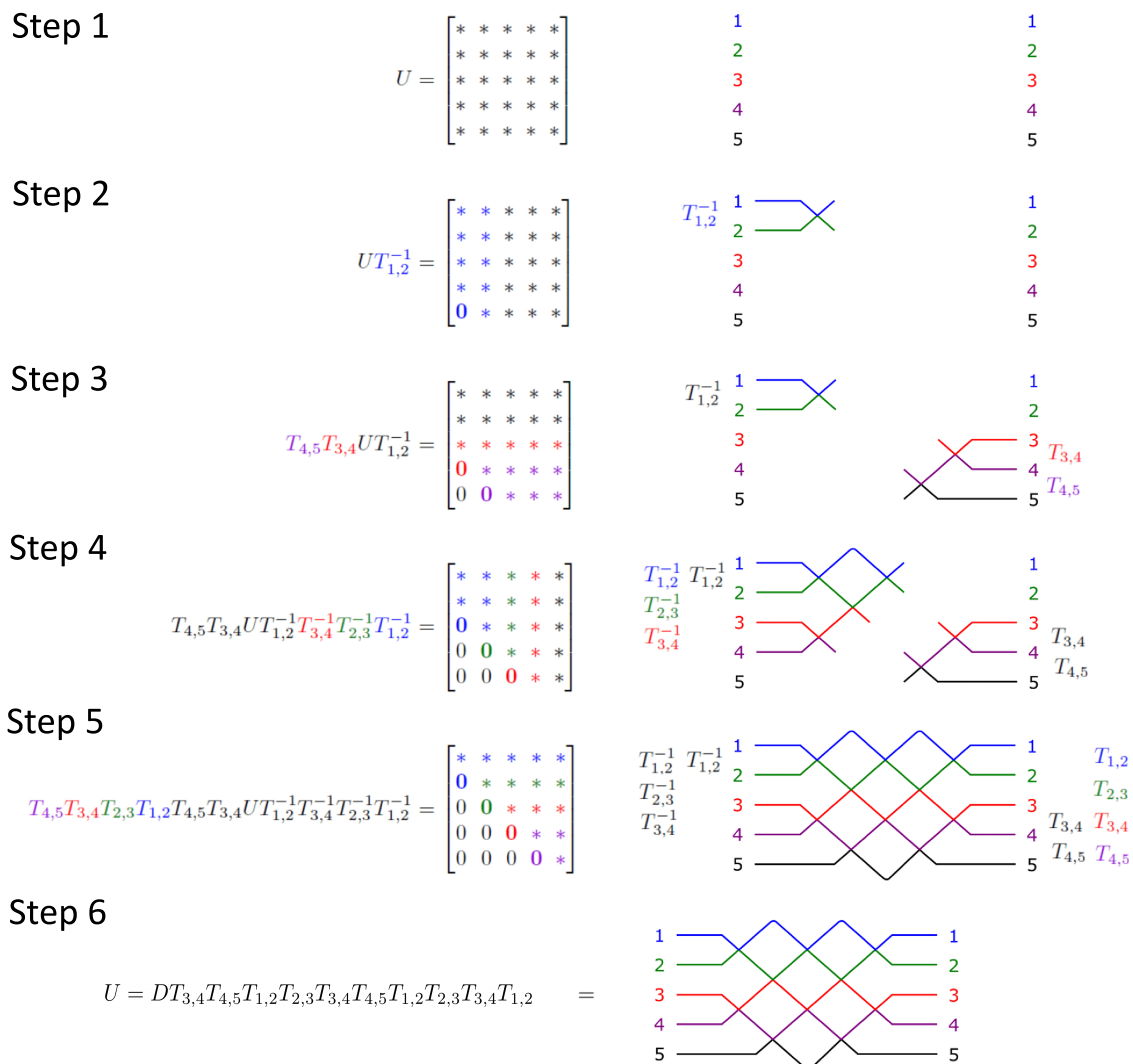 Step 1
U = [* * * * *
* * * * *
* * * * *
* * * * *
* * * * *]
1 1
2 2
3 3
4 4
5 5
Step 2
UT_{1,2}^{-1} = [* * * * *
* * * * *
* * * * *
* * * * *
0 * * * *]
T_{1,2}^{-1} 1 1
2 2
3 3
4 4
5 5
Step 3
T_{4,5}T_{3,4}UT_{1,2}^{-1} = [* * * * *
* * * * *
* * * * *
0 * * * *
0 0 * * *]
T_{1,2}^{-1} 1 1
2 2
3 3 T_{3,4}
4 4 T_{4,5}
5 5
Step 4
T_{4,5}T_{3,4}UT_{1,2}^{-1}T_{3,4}^{-1}T_{2,3}^{-1}T_{1,2}^{-1} = [* * * * *
* * * * *
0 * * * *
0 0 * * *
0 0 0 * *]
T_{1,2}^{-1} T_{1,2}^{-1} 1 1
T_{2,3}^{-1} 2 2
T_{3,4}^{-1} 3 3 T_{3,4}
4 4 T_{4,5}
5 5
Step 5
T_{4,5}T_{3,4}T_{2,3}T_{1,2}T_{4,5}T_{3,4}UT_{1,2}^{-1}T_{3,4}^{-1}T_{2,3}^{-1}T_{1,2}^{-1} = [* * * * *
0 * * * *
0 0 * * *
0 0 0 * *
0 0 0 0 *]
T_{1,2}^{-1} T_{1,2}^{-1} 1 1 T_{1,2}
T_{2,3}^{-1} 2 2 T_{2,3}
T_{3,4}^{-1} 3 3 T_{3,4} T_{3,4}
4 4 T_{4,5} T_{4,5}
5 5
Step 6
U = DT_{3,4}T_{4,5}T_{1,2}T_{2,3}T_{3,4}T_{4,5}T_{1,2}T_{2,3}T_{3,4}T_{1,2} =
1 1
2 2
3 3
4 4
5 5